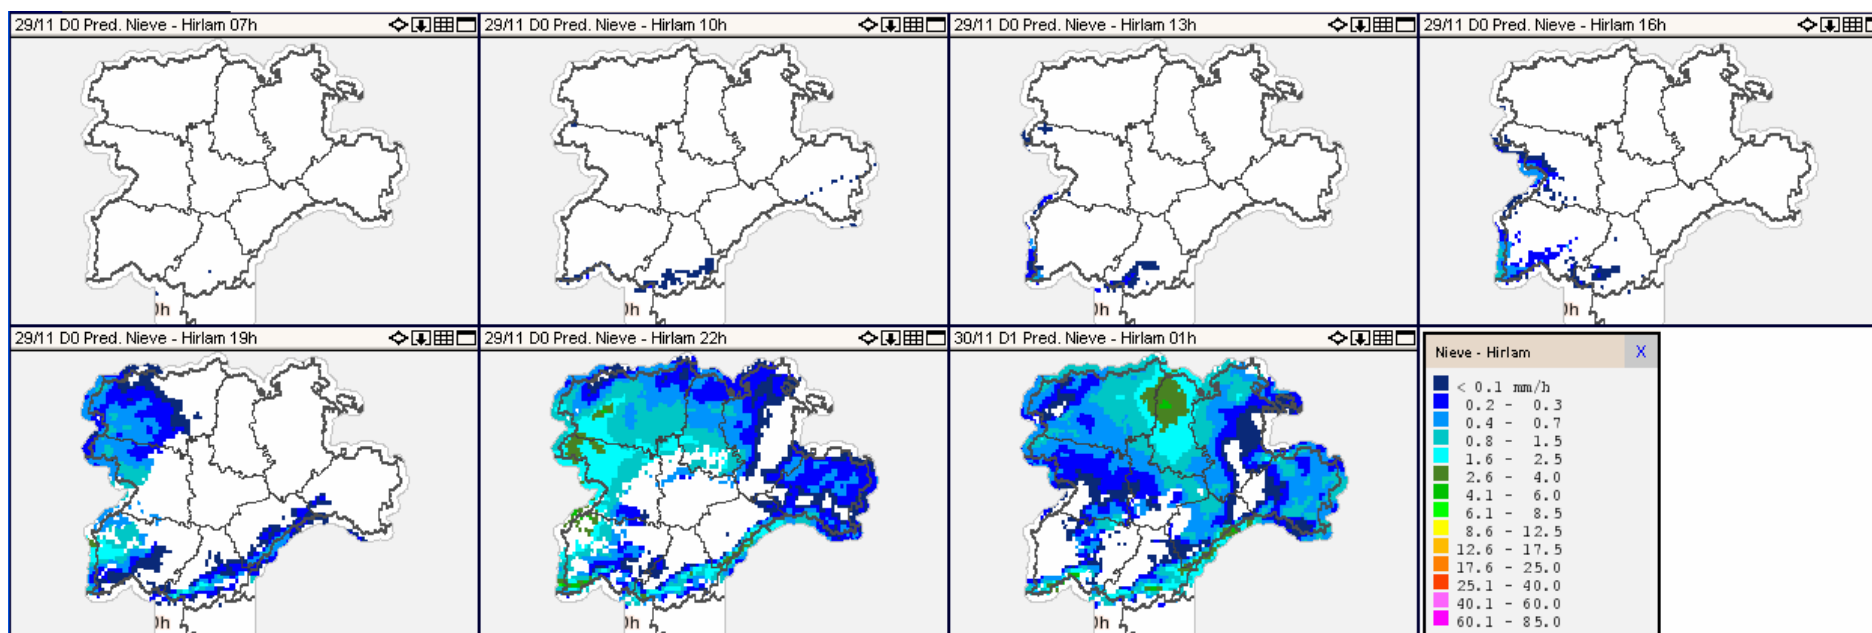 29/11 D0 Pred. Nieve - Hirlam 07h
29/11 D0 Pred. Nieve - Hirlam 10h
29/11 D0 Pred. Nieve - Hirlam 13h
29/11 D0 Pred. Nieve - Hirlam 16h
)h
)h
)h
)h
29/11 D0 Pred. Nieve - Hirlam 19h
29/11 D0 Pred. Nieve - Hirlam 22h
30/11 D1 Pred. Nieve - Hirlam 01h
)h
)h
)h
Nieve - Hirlam X
< 0.1 mm/h
0.2 - 0.3
0.4 - 0.7
0.8 - 1.5
1.6 - 2.5
2.6 - 4.0
4.1 - 6.0
6.1 - 8.5
8.6 - 12.5
12.6 - 17.5
17.6 - 25.0
25.1 - 40.0
40.1 - 60.0
60.1 - 85.0